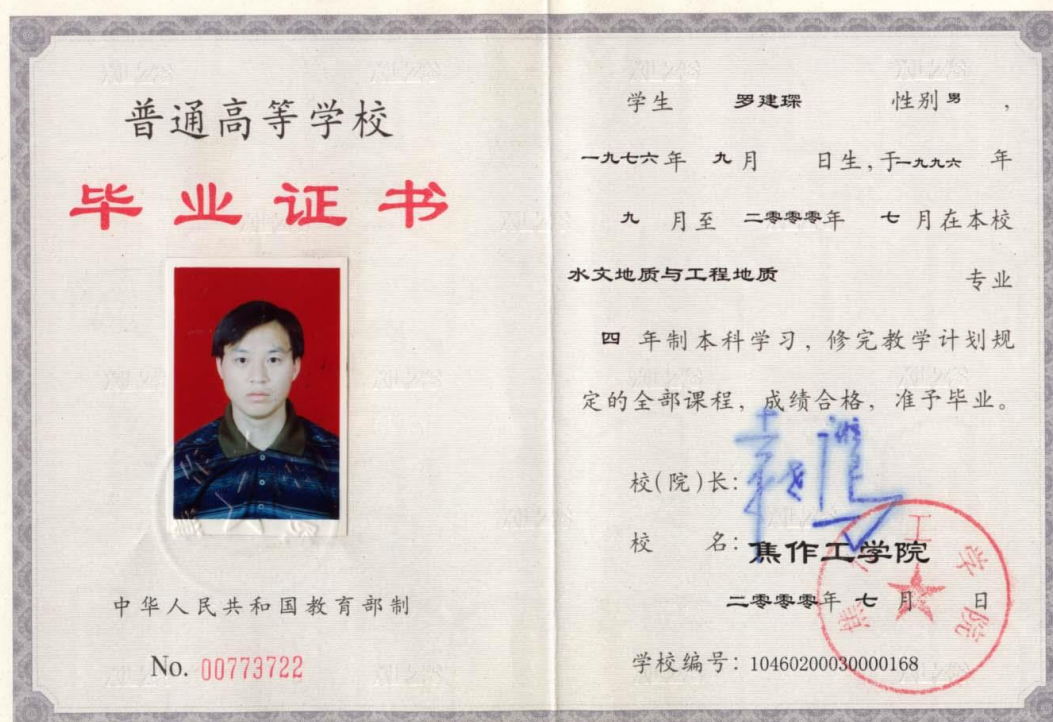 普通高等学校
毕业证书
中华人民共和国教育部制
No. 00773722
学生 罗建琛 性别男,
一九七六年 九月 日生,于一九九六 年
九 月至 二零零零年 七 月在本校
水文地质与工程地质 专业
四 年制本科学习,修完教学计划规
定的全部课程,成绩合格,准予毕业。
校(院)长:
校 名:焦作工学院
二零零零年 七 月 日
学校编号:10460200030000168
焦作工学院